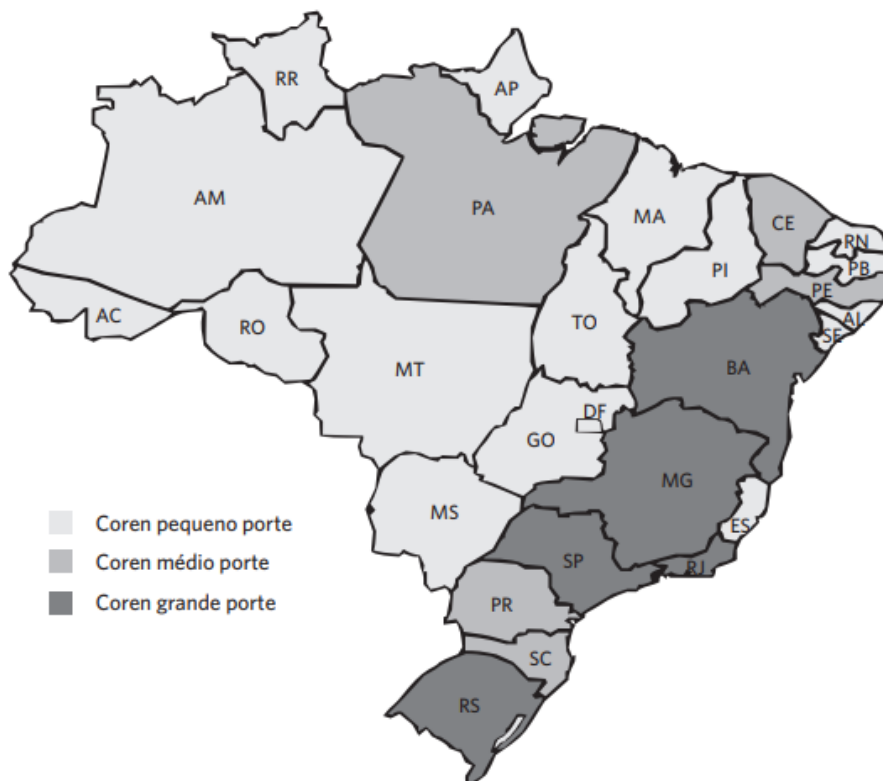 RR
AP
AM
PA
MA
CE
RN
PB
PI
PE
AC
RO
TO
AL
SE
MT
BA
DF
GO
MG
MS
ES
Coren pequeno porte
Coren médio porte
SP
RJ
Coren grande porte
PR
SC
RS